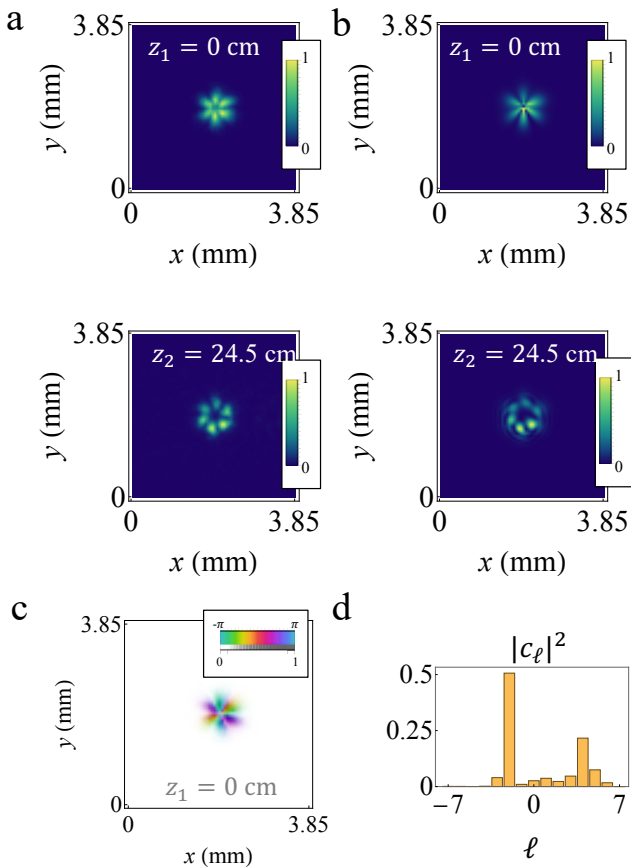 a
3.85
z₁ = 0 cm
1
0
y (mm)
0
0
3.85
x (mm)
b
3.85
z₁ = 0 cm
1
0
y (mm)
0
0
3.85
x (mm)
3.85
z₂ = 24.5 cm
1
0
y (mm)
0
0
3.85
x (mm)
3.85
z₂ = 24.5 cm
1
0
y (mm)
0
0
3.85
x (mm)
c
3.85
-π π
0 1
y (mm)
z₁ = 0 cm
0
0
3.85
x (mm)
d
|c_ℓ|²
0.5
0.25
0
−7 0 7
ℓ